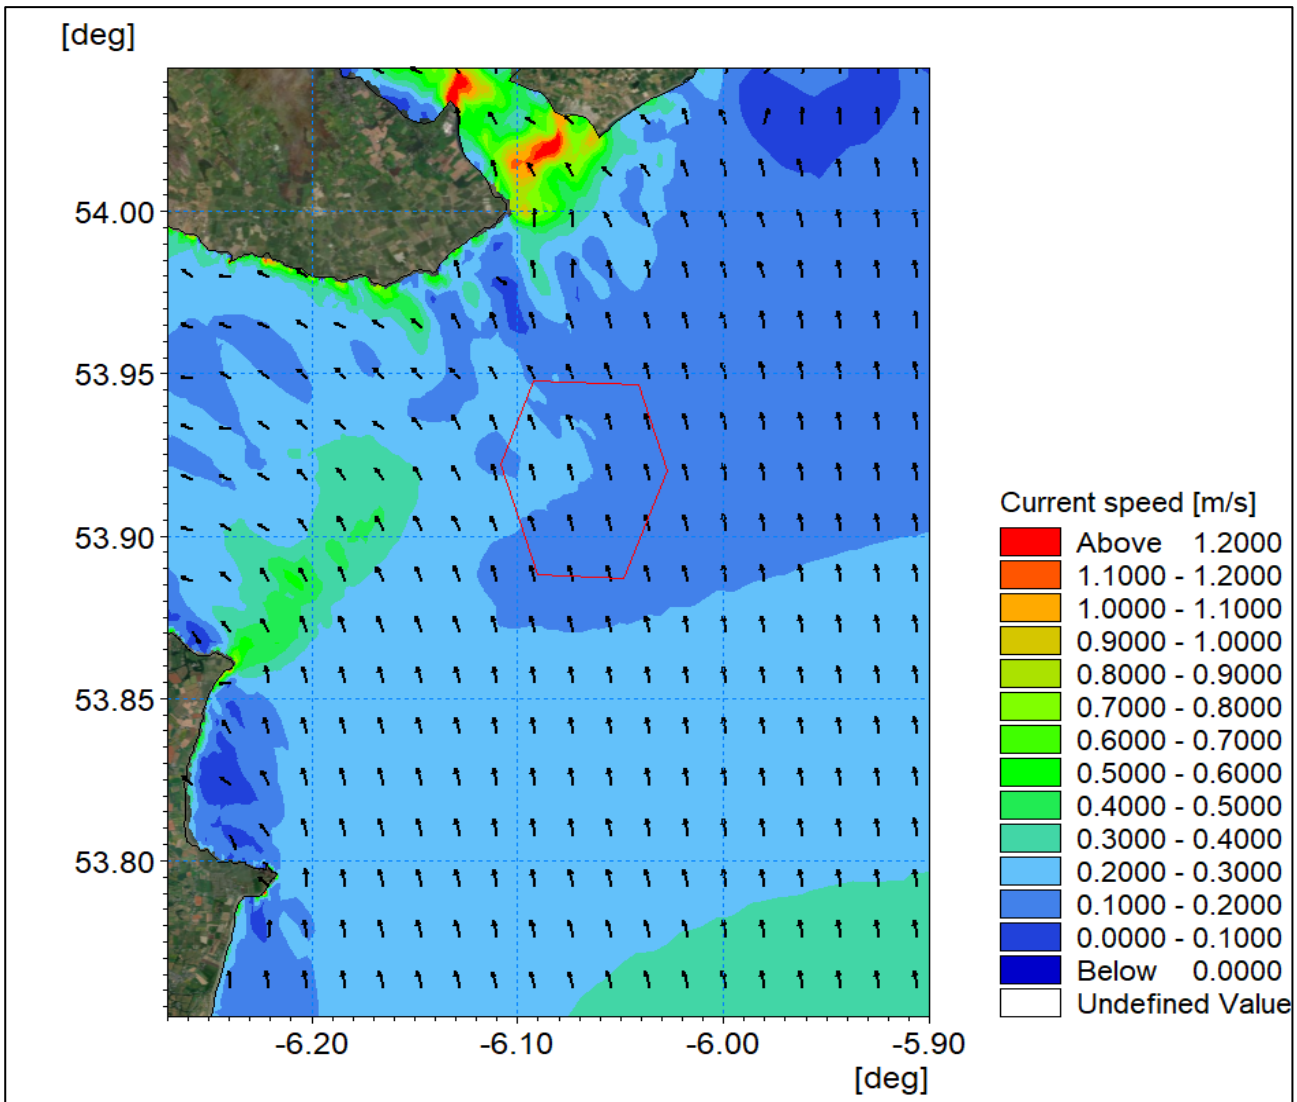 [deg]
54.00
53.95
53.90
53.85
53.80
-6.20 -6.10 -6.00 -5.90
[deg]
Current speed [m/s]
Above 1.2000
1.1000 - 1.2000
1.0000 - 1.1000
0.9000 - 1.0000
0.8000 - 0.9000
0.7000 - 0.8000
0.6000 - 0.7000
0.5000 - 0.6000
0.4000 - 0.5000
0.3000 - 0.4000
0.2000 - 0.3000
0.1000 - 0.2000
0.0000 - 0.1000
Below 0.0000
Undefined Value